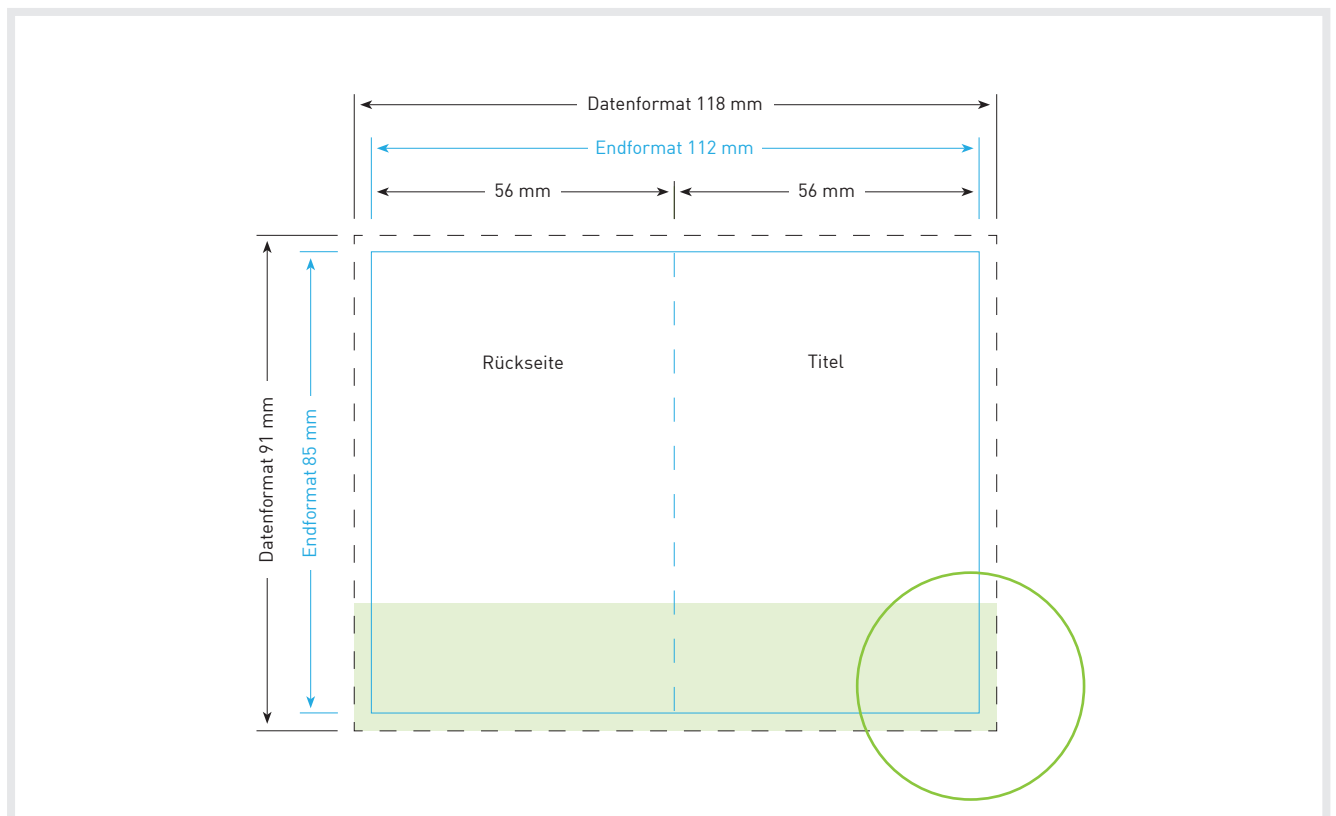 Datenformat 118 mm
Endformat 112 mm
56 mm
56 mm
Datenformat 91 mm
Endformat 85 mm
Rückseite
Titel